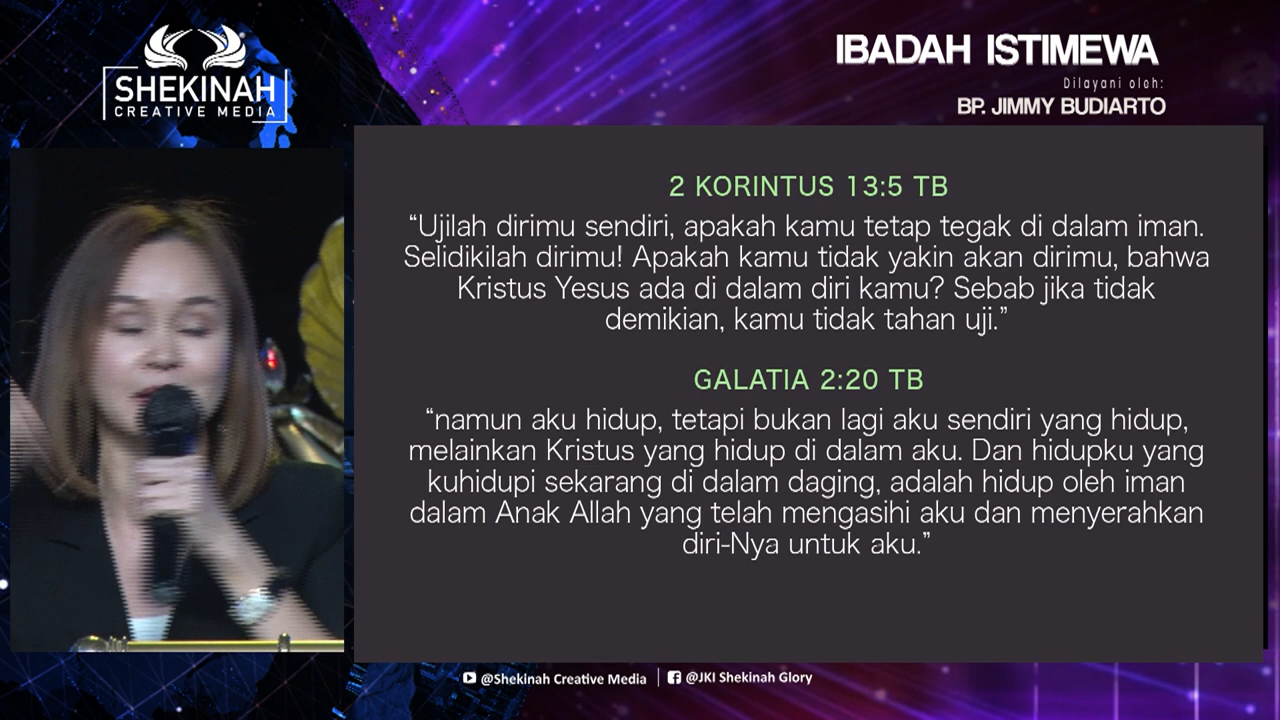 SHEKINAH
CREATIVE MEDIA
IBADAH ISTIMEWA
Dilayani oleh:
BP. JIMMY BUDIARTO
2 KORINTUS 13:5 TB
“Ujilah dirimu sendiri, apakah kamu tetap tegak di dalam iman.
Selidikilah dirimu! Apakah kamu tidak yakin akan dirimu, bahwa
Kristus Yesus ada di dalam diri kamu? Sebab jika tidak
demikian, kamu tidak tahan uji.”
GALATIA 2:20 TB
“namun aku hidup, tetapi bukan lagi aku sendiri yang hidup,
melainkan Kristus yang hidup di dalam aku. Dan hidupku yang
kuhidupi sekarang di dalam daging, adalah hidup oleh iman
dalam Anak Allah yang telah mengasihi aku dan menyerahkan
diri-Nya untuk aku.”
@Shekinah Creative Media | @JKI Shekinah Glory